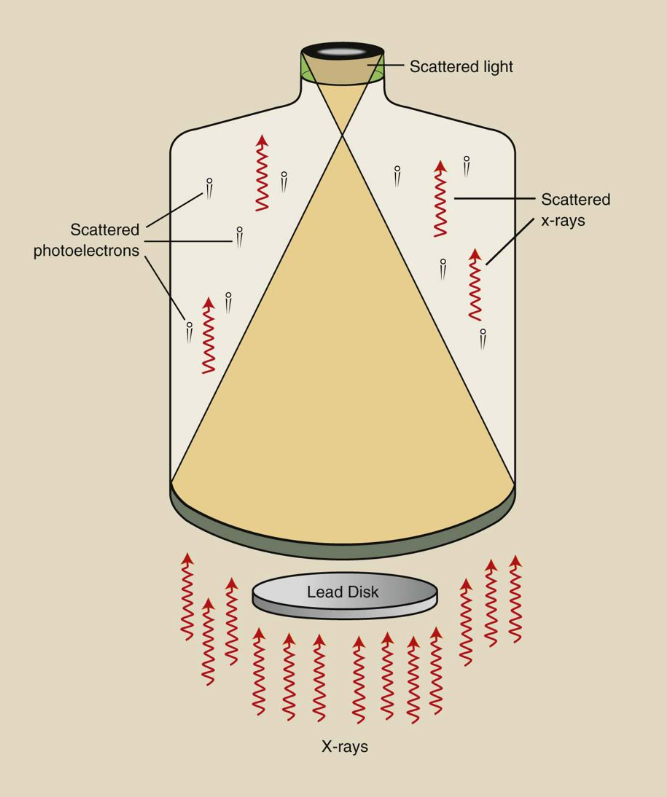 Scattered light
Scattered
x-rays
Scattered
photoelectrons
Lead Disk
X-rays